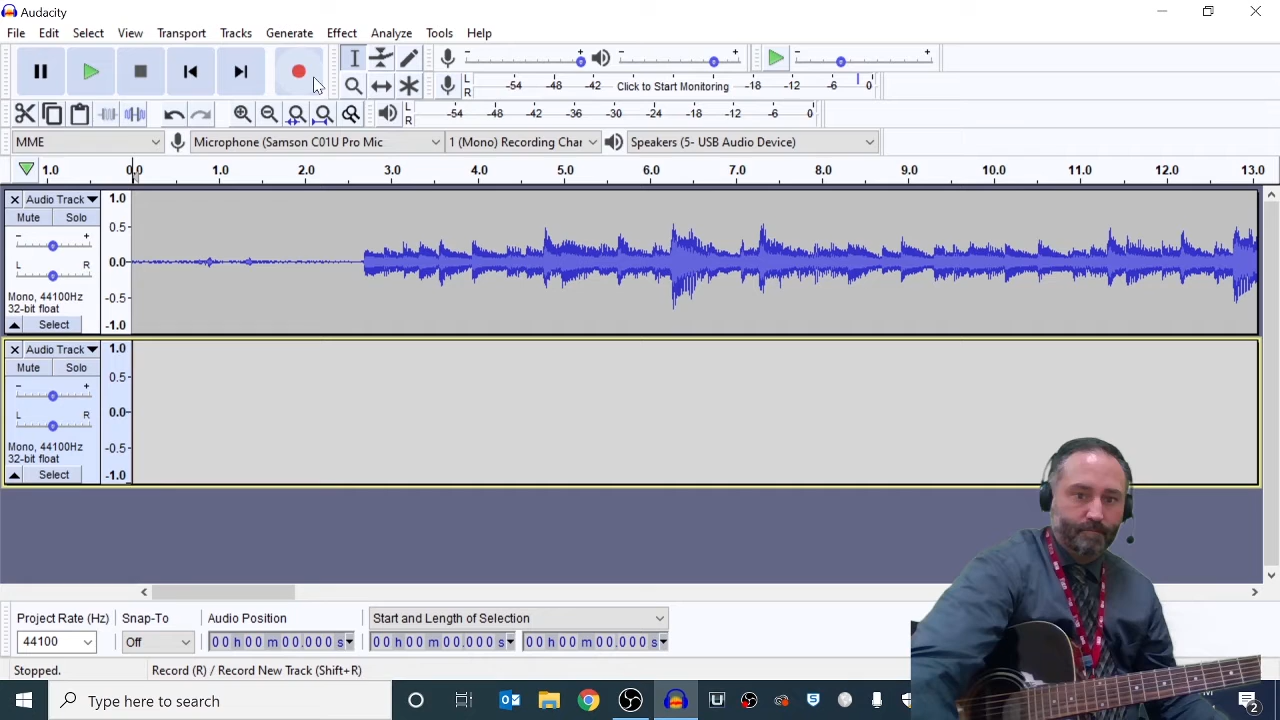 Audacity
File Edit Select View Transport Tracks Generate Effect Analyze Tools Help
- + - + - +
L R -54 -48 -42 Click to Start Monitoring -18 -12 -6 0
L R -54 -48 -42 -36 -30 -24 -18 -12 -6 0
MME Microphone (Samson C01U Pro Mic 1 (Mono) Recording Char Speakers (5- USB Audio Device)
1.0 0.0 1.0 2.0 3.0 4.0 5.0 6.0 7.0 8.0 9.0 10.0 11.0 12.0 13.0
Audio Track 1.0
Mute Solo
- + 0.5
0.0
L R
Mono, 44100Hz -0.5
32-bit float
Select -1.0
Audio Track 1.0
Mute Solo
- + 0.5
0.0
L R
Mono, 44100Hz -0.5
32-bit float
Select -1.0
Project Rate (Hz) Snap-To Audio Position Start and Length of Selection
44100 Off 00 h 00 m 00.000 s 00 h 00 m 00.000 s 00 h 00 m 00.000 s
Stopped. Record (R) / Record New Track (Shift+R)
Type here to search 2